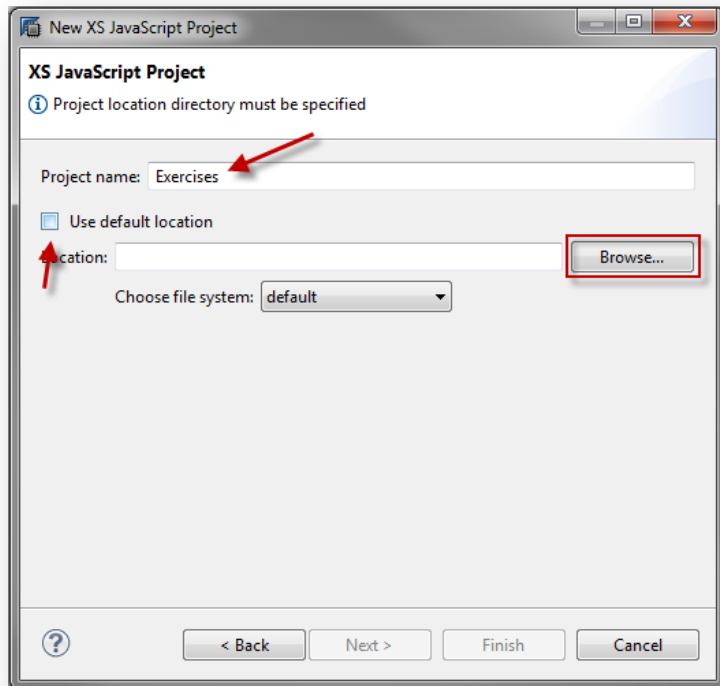 New XS JavaScript Project
XS JavaScript Project
Project location directory must be specified
Project name: Exercises
Use default location
Location: Browse...
Choose file system: default
< Back Next > Finish Cancel